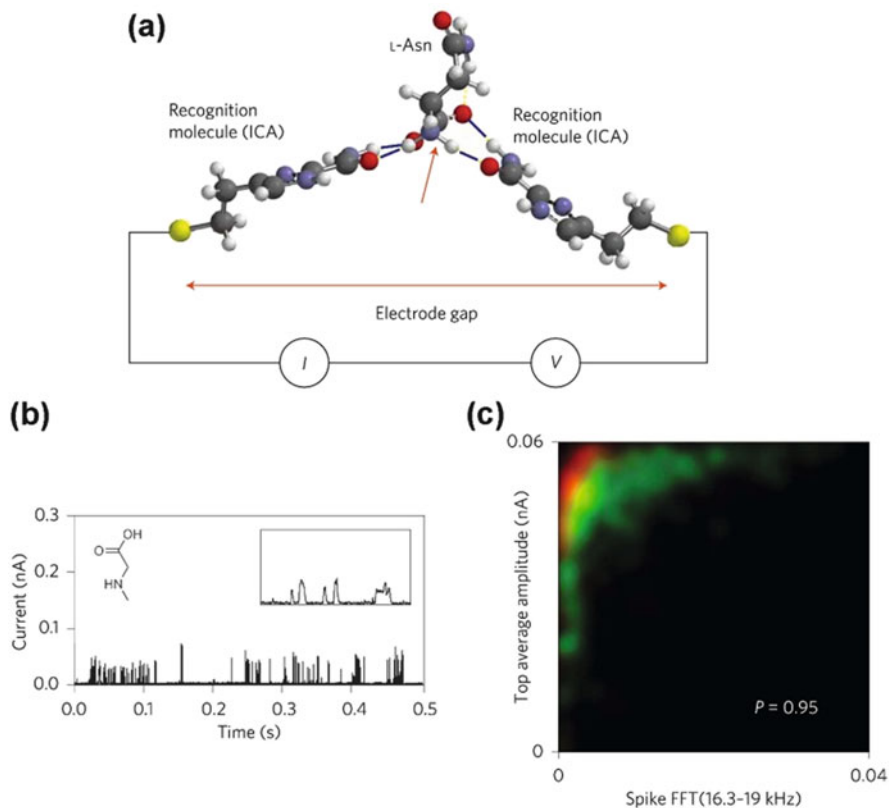 (a)
L-Asn
Recognition
molecule (ICA)
Recognition
molecule (ICA)
Electrode gap
I
V
(b)
0.3
0.2
0.1
0.0
Current (nA)
0.0
0.1
0.2
0.3
0.4
0.5
Time (s)
OH
O
HN
(c)
0.06
Top average amplitude (nA)
0
P = 0.95
0
0.04
Spike FFT(16.3–19 kHz)